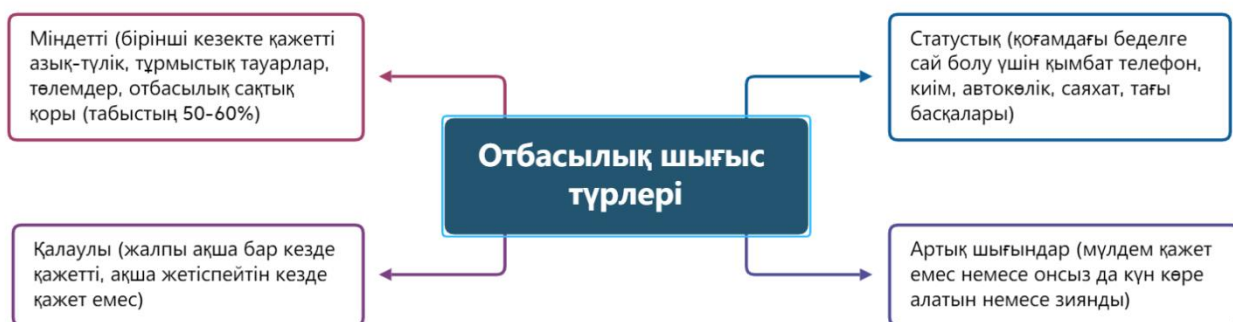 Міндетті (бірінші кезекте қажетті
азық-түлік, тұрмыстық тауарлар,
төлемдер, отбасылық сақтық
қоры (табыстың 50-60%)
Статустық (қоғамдағы беделге
сай болу үшін қымбат телефон,
киім, автокөлік, саяхат, тағы
басқалары)
Отбасылық шығыс
түрлері
Қалаулы (жалпы ақша бар кезде
қажетті, ақша жетіспейтін кезде
қажет емес)
Артық шығындар (мүлдем қажет
емес немесе онсыз да күн көре
алатын немесе зиянды)